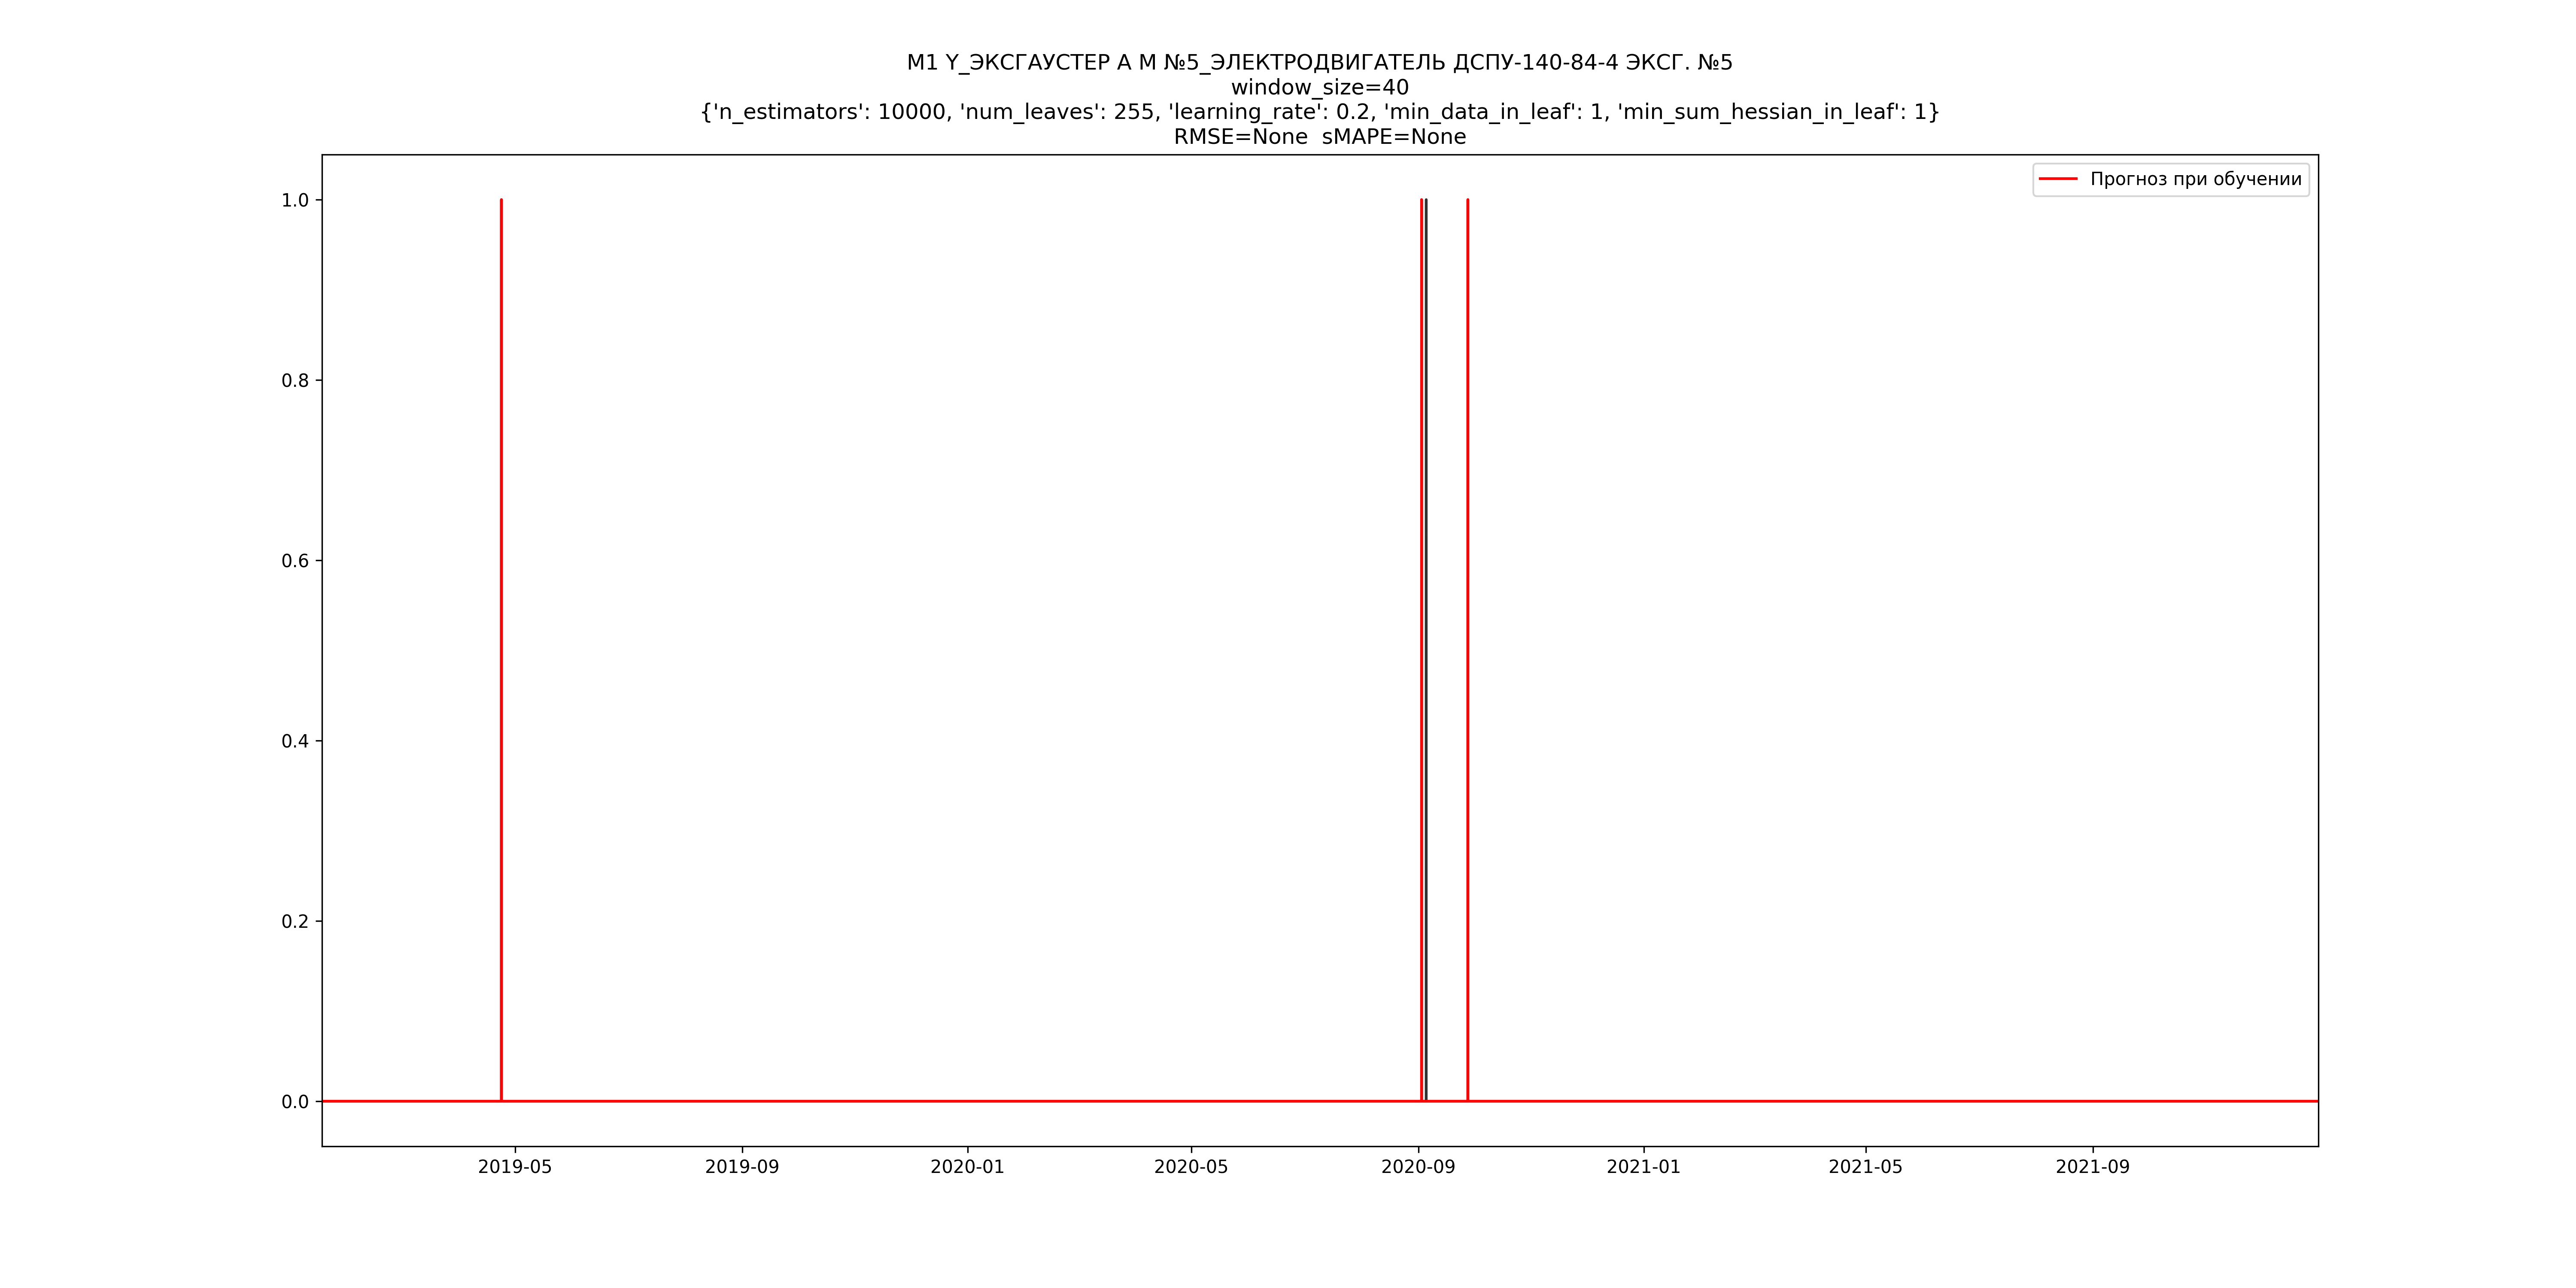 M1 Y_ЭКСГАУСТЕР А М №5_ЭЛЕКТРОДВИГАТЕЛЬ ДСПУ-140-84-4 ЭКСГ. №5
window_size=40
{'n_estimators': 10000, 'num_leaves': 255, 'learning_rate': 0.2, 'min_data_in_leaf': 1, 'min_sum_hessian_in_leaf': 1}
RMSE=None  sMAPE=None
Прогноз при обучении
1.0
0.8
0.6
0.4
0.2
0.0
2019-05
2019-09
2020-01
2020-05
2020-09
2021-01
2021-05
2021-09